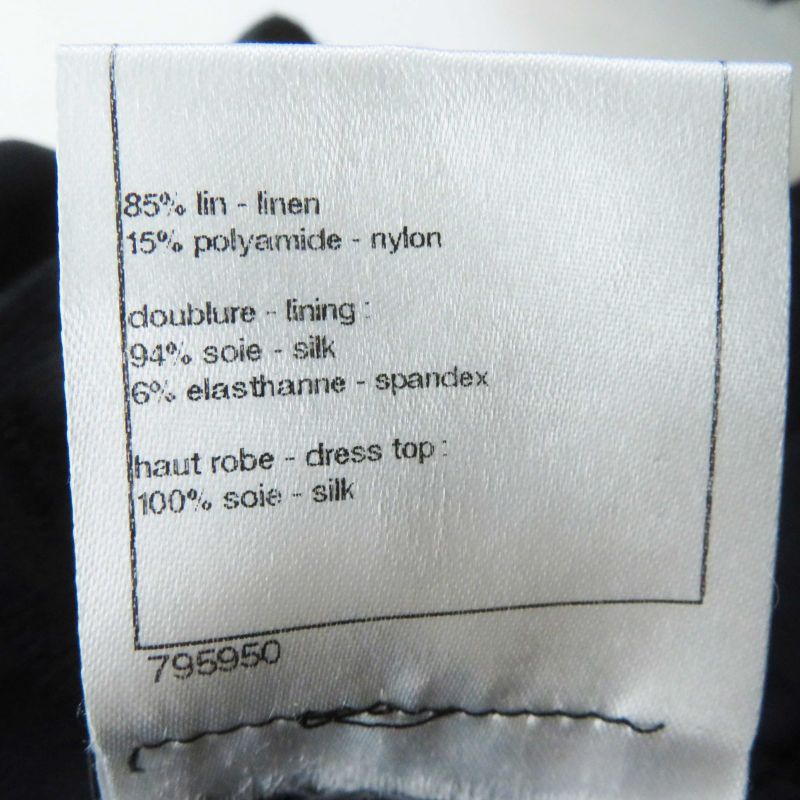 85% lin - linen
15% polyamide - nylon
doublure - lining :
94% soie - silk
6% elasthanne - spandex
haut robe - dress top :
100% soie - silk
795950